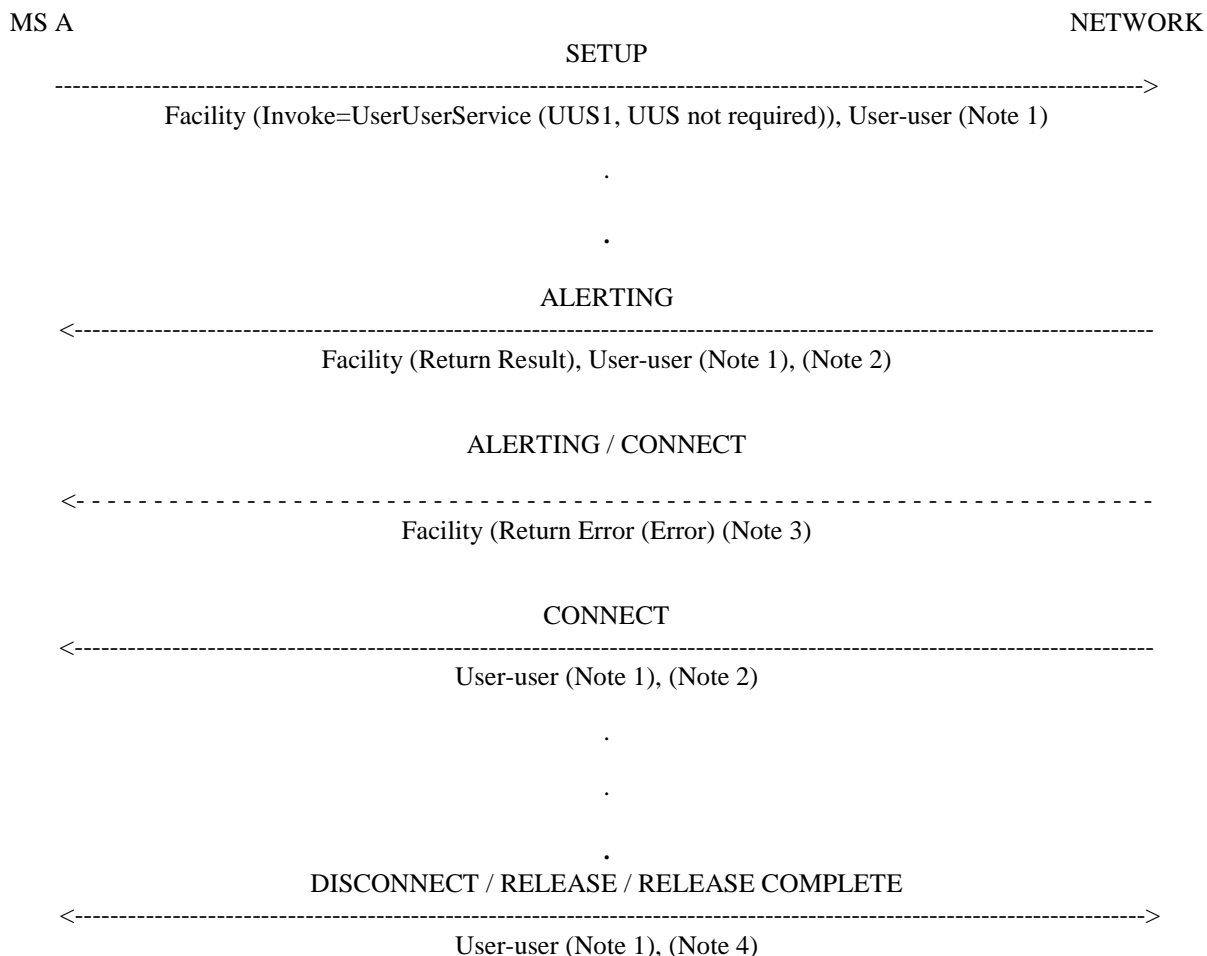 MS A NETWORK
SETUP
------------------------------------------------------------------------------------------------------------------------->
Facility (Invoke=UserUserService (UUS1, UUS not required)), User-user (Note 1)
.
.
ALERTING
<------------------------------------------------------------------------------------------------------------------------
Facility (Return Result), User-user (Note 1), (Note 2)
ALERTING / CONNECT
<- - - - - - - - - - - - - - - - - - - - - - - - - - - - - - - - - - - - - - - - - - - - - - - - - - - - - - - - - - - - - - - - - - - - - -
Facility (Return Error (Error) (Note 3)
CONNECT
<------------------------------------------------------------------------------------------------------------------------
User-user (Note 1), (Note 2)
.
.
.
DISCONNECT / RELEASE / RELEASE COMPLETE
<----------------------------------------------------------------------------------------------------------------------->
User-user (Note 1), (Note 4)